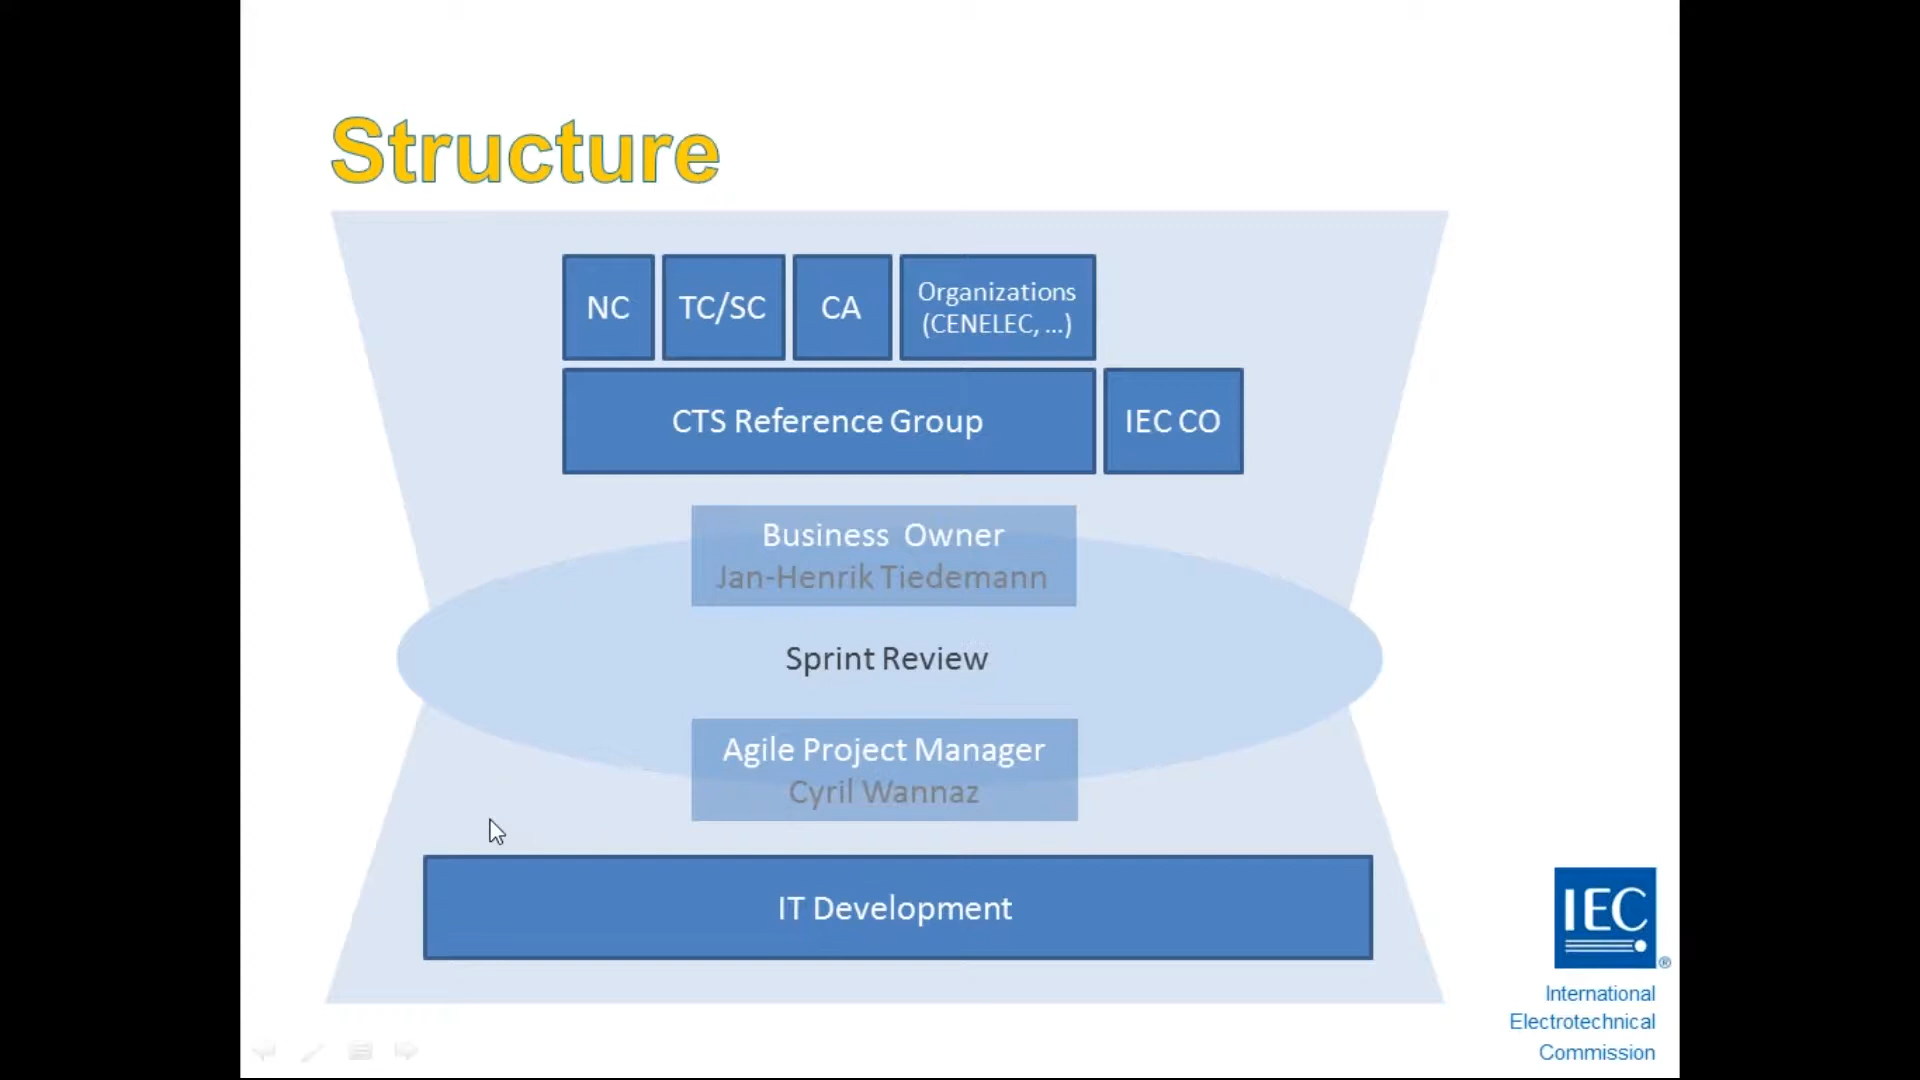 Structure
NC
TC/SC
CA
Organizations
(CENELEC, ...)
CTS Reference Group
IEC CO
Business Owner
Jan-Henrik Tiedemann
Sprint Review
Agile Project Manager
Cyril Wannaz
IT Development
IEC
®
International
Electrotechnical
Commission